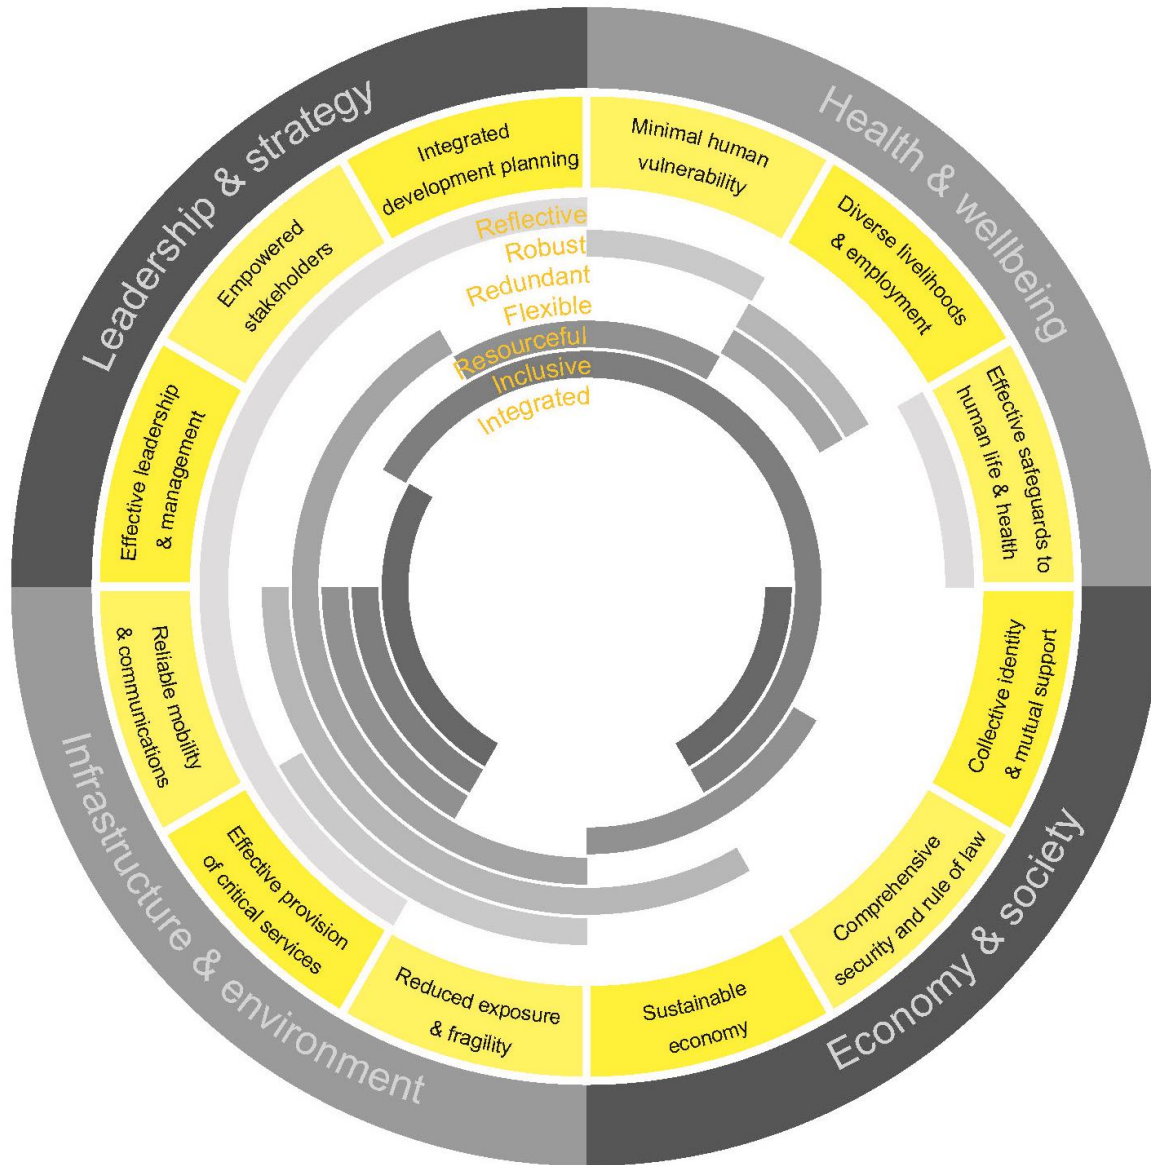 Leadership & strategy
Health & wellbeing
Economy & society
Infrastructure & environment
Integrated
development planning
Minimal human
vulnerability
Diverse livelihoods
& employment
Effective safeguards to
human life & health
Collective identity
& mutual support
Comprehensive
security and rule of law
Sustainable
economy
Reduced exposure
& fragility
Effective provision
of critical services
Reliable mobility
& communications
Effective leadership
& management
Empowered
stakeholders
Reflective
Robust
Redundant
Flexible
Resourceful
Inclusive
Integrated